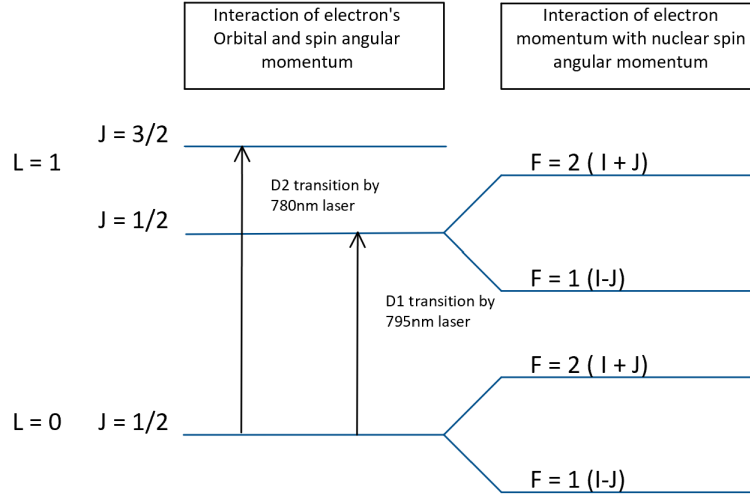 Interaction of electron's
Orbital and spin angular
momentum
Interaction of electron
momentum with nuclear spin
angular momentum
J = 3/2
L = 1
F = 2 ( I + J)
D2 transition by
780nm laser
J = 1/2
F = 1 (I-J)
D1 transition by
795nm laser
F = 2 ( I + J)
L = 0
J = 1/2
F = 1 (I-J)